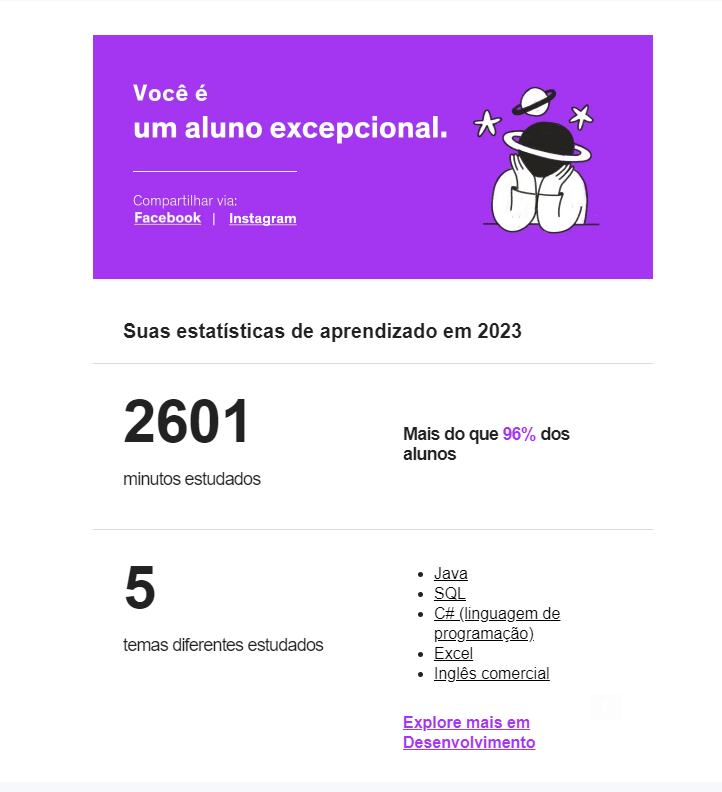 Você é
um aluno excepcional.
Compartilhar via:
Facebook | Instagram
Suas estatísticas de aprendizado em 2023
2601
minutos estudados
Mais do que 96% dos
alunos
5
temas diferentes estudados
Java
SQL
C# (linguagem de
programação)
Excel
Inglês comercial
Explore mais em
Desenvolvimento